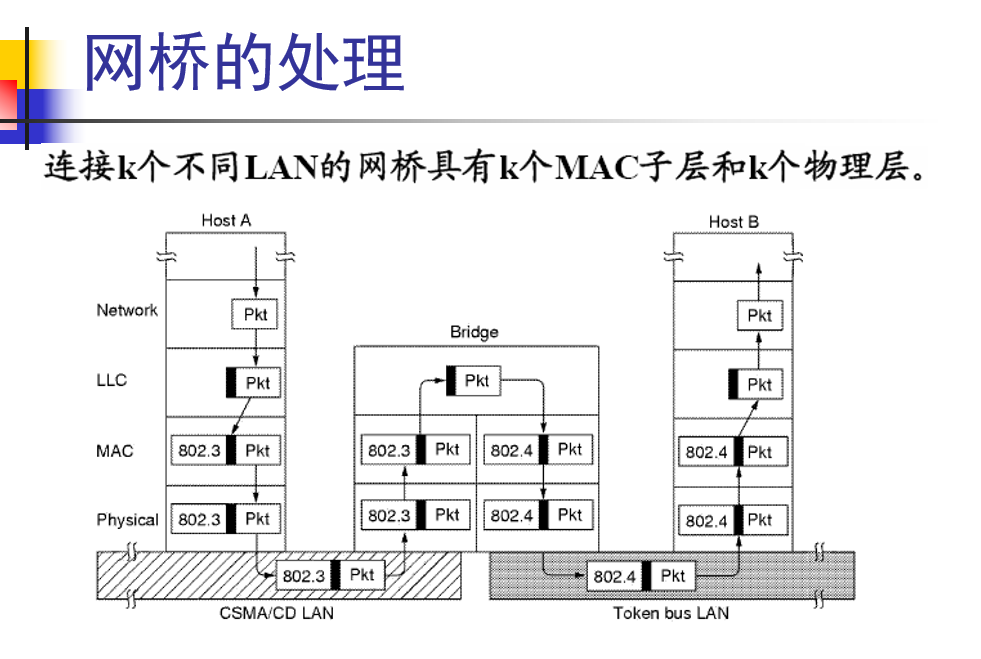 网桥的处理
连接k个不同LAN的网桥具有k个MAC子层和k个物理层。
Host A
Host B
Network
Pkt
Pkt
Bridge
LLC
Pkt
Pkt
Pkt
MAC
802.3 Pkt
802.3 Pkt
802.4 Pkt
802.4 Pkt
Physical
802.3 Pkt
802.3 Pkt
802.4 Pkt
802.4 Pkt
802.3 Pkt
802.4 Pkt
CSMA/CD LAN
Token bus LAN